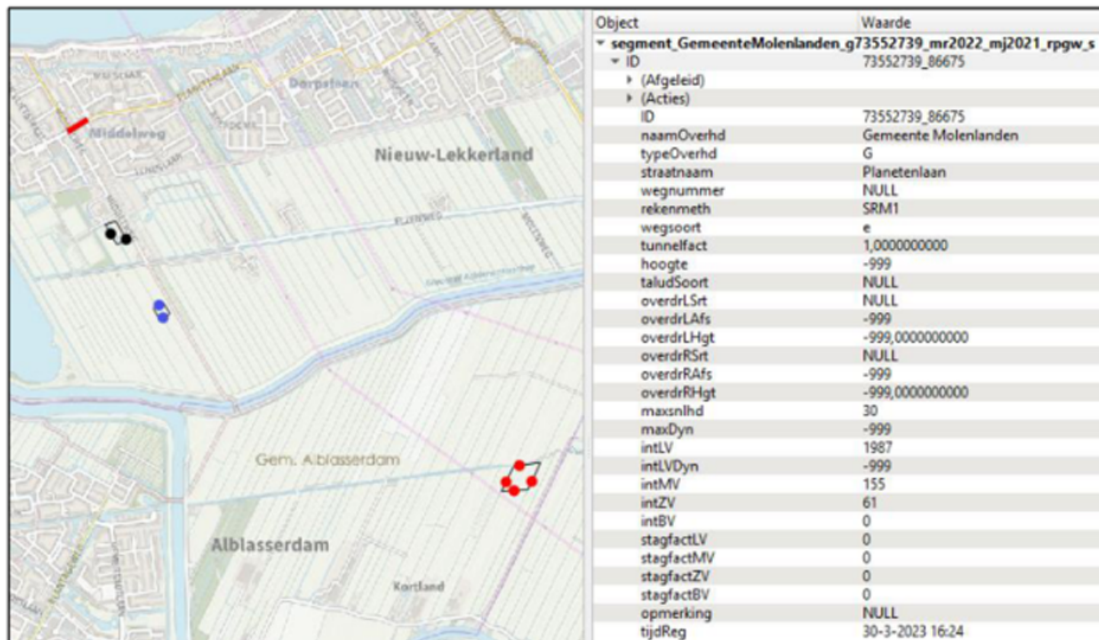 Middelweg
Dorpzien
PLANETENLAAN
Nieuw-Lekkerland
Gem. Alblasserdam
Alblasserdam
Kortland
Object Waarde
segment_GemeenteMolenlanden_g73552739_mr2022_mj2021_rpgw_s
ID 73552739_86675
(Afgeleid)
(Acties)
ID 73552739_86675
naamOverhd Gemeente Molenlanden
typeOverhd G
straatnaam Planetenlaan
wegnummer NULL
rekenmeth SRM1
wegsoort e
tunnelfact 1,0000000000
hoogte -999
taludSoort NULL
overdrLSrt NULL
overdrLAfs -999
overdrLHgt -999,0000000000
overdrRSrt NULL
overdrRAfs -999
overdrRHgt -999,0000000000
maxsnlhd 30
maxDyn -999
intLV 1987
intLVDyn -999
intMV 155
intZV 61
intBV 0
stagfactLV 0
stagfactMV 0
stagfactZV 0
stagfactBV 0
opmerking NULL
tijdReg 30-3-2023 16:24